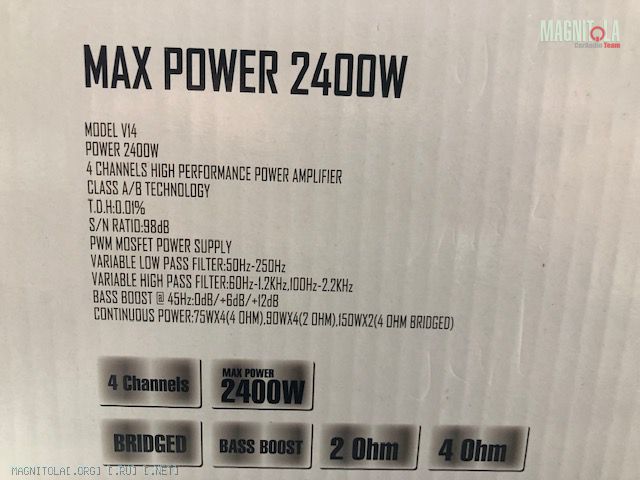 MAGNITOLA
CarAudio Team
MAX POWER 2400W
MODEL V14
POWER 2400W
4 CHANNELS HIGH PERFORMANCE POWER AMPLIFIER
CLASS A/B TECHNOLOGY
T.D.H:0.01%
S/N RATIO:98dB
PWM MOSFET POWER SUPPLY
VARIABLE LOW PASS FILTER:50Hz-250Hz
VARIABLE HIGH PASS FILTER:60Hz-1.2KHz,100Hz-2.2KHz
BASS BOOST @ 45Hz:0dB/+6dB/+12dB
CONTINUOUS POWER:75WX4(4 OHM),90WX4(2 OHM),150WX2(4 OHM BRIDGED)
4 Channels
MAX POWER
2400W
BRIDGED
BASS BOOST
2 Ohm
4 Ohm
MAGNITOLA[.ORG] [.RU] [.NET]